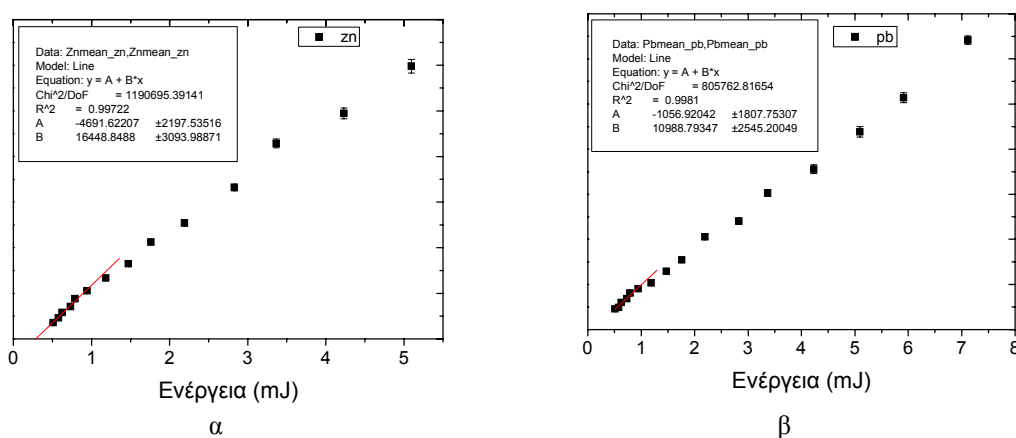 zn
Data: Znmean_zn,Znmean_zn
Model: Line
Equation: y = A + B*x
Chi^2/DoF = 1190695.39141
R^2 = 0.99722
A -4691.62207 ±2197.53516
B 16448.8488 ±3093.98871
0 1 2 3 4 5
Ενέργεια (mJ)
α
pb
Data: Pbmean_pb,Pbmean_pb
Model: Line
Equation: y = A + B*x
Chi^2/DoF = 805762.81654
R^2 = 0.9981
A -1056.92042 ±1807.75307
B 10988.79347 ±2545.20049
0 1 2 3 4 5 6 7 8
Ενέργεια (mJ)
β